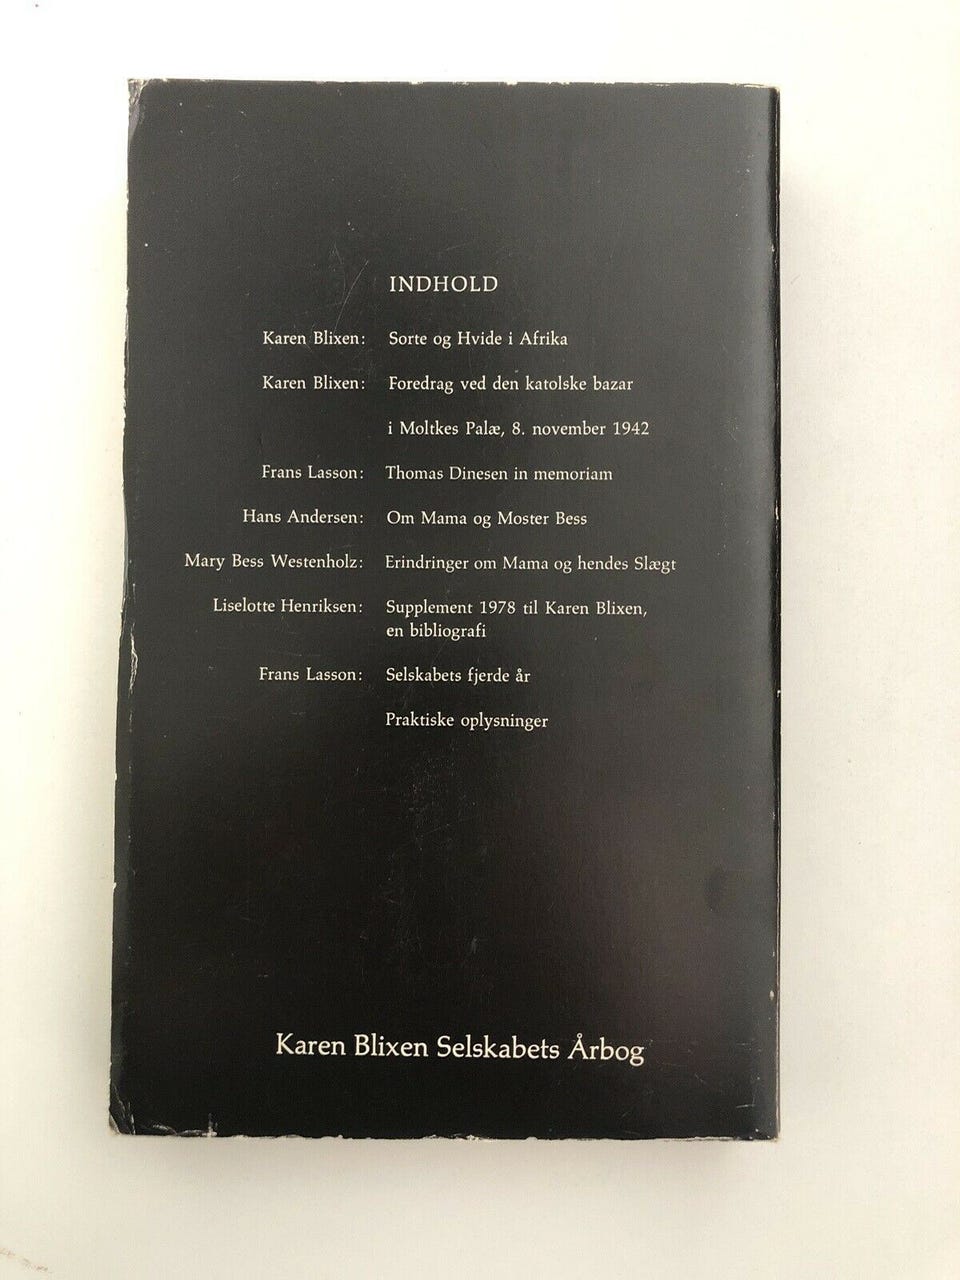 INDHOLD
Karen Blixen: Sorte og Hvide i Afrika
Karen Blixen: Foredrag ved den katolske bazar
i Moltkes Palæ, 8. november 1942
Frans Lasson: Thomas Dinesen in memoriam
Hans Andersen: Om Mama og Moster Bess
Mary Bess Westenholz: Erindringer om Mama og hendes Slægt
Liselotte Henriksen: Supplement 1978 til Karen Blixen,
en bibliografi
Frans Lasson: Selskabets fjerde år
Praktiske oplysninger
Karen Blixen Selskabets Årbog